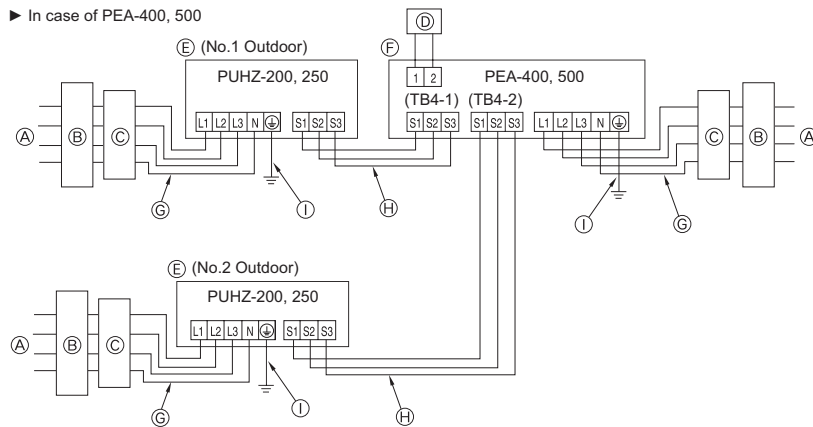 ► In case of PEA-400, 500
D
E (No.1 Outdoor)
F
PUHZ-200, 250
1 2
PEA-400, 500
(TB4-1) (TB4-2)
L1 L2 L3 N S1 S2 S3
S1 S2 S3 S1 S2 S3 L1 L2 L3 N
A B C
C B A
G I H I G
E (No.2 Outdoor)
PUHZ-200, 250
L1 L2 L3 N S1 S2 S3
A B C
G I H